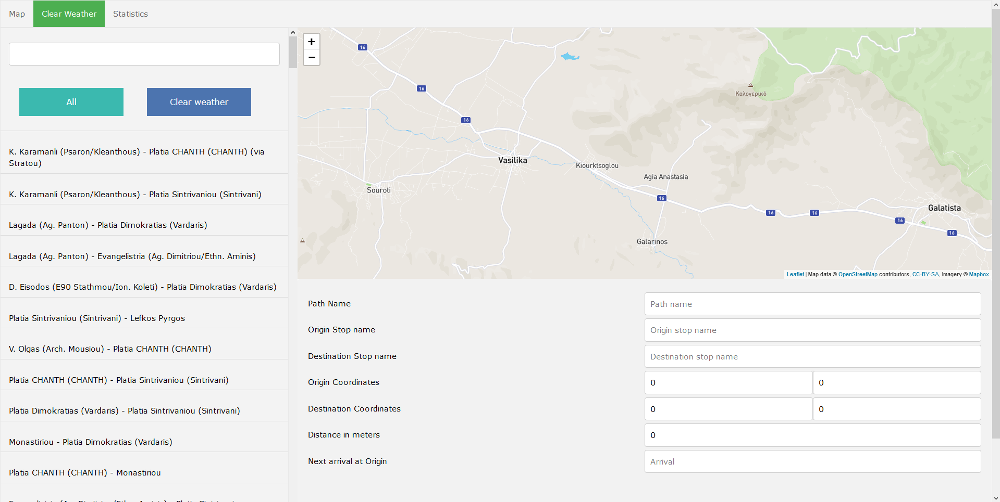 Map
Clear Weather
Statistics
All
Clear weather
K. Karamanli (Psaron/Kleanthous) - Platia CHANTH (CHANTH) (via
Stratou)
K. Karamanli (Psaron/Kleanthous) - Platia Sintrivaniou (Sintrivani)
Lagada (Ag. Panton) - Platia Dimokratias (Vardaris)
Lagada (Ag. Panton) - Evangelistria (Ag. Dimitriou/Ethn. Aminis)
D. Eisodos (E90 Stathmou/Ion. Koleti) - Platia Dimokratias (Vardaris)
Platia Sintrivaniou (Sintrivani) - Lefkos Pyrgos
V. Olgas (Arch. Mousiou) - Platia CHANTH (CHANTH)
Platia CHANTH (CHANTH) - Platia Sintrivaniou (Sintrivani)
Platia Dimokratias (Vardaris) - Platia Sintrivaniou (Sintrivani)
Monastiriou - Platia Dimokratias (Vardaris)
Platia CHANTH (CHANTH) - Monastiriou
+
−
16
16
16
Καλογερικό
Vasilika
Kiourktsoglou
Agia Anastasia
Souroti
16
16
16
Galatista
16
16
Galarinos
Leaflet | Map data © OpenStreetMap contributors, CC-BY-SA, Imagery © Mapbox
Path Name
Path name
Origin Stop name
Origin stop name
Destination Stop name
Destination stop name
Origin Coordinates
0
0
Destination Coordinates
0
0
Distance in meters
0
Next arrival at Origin
Arrival